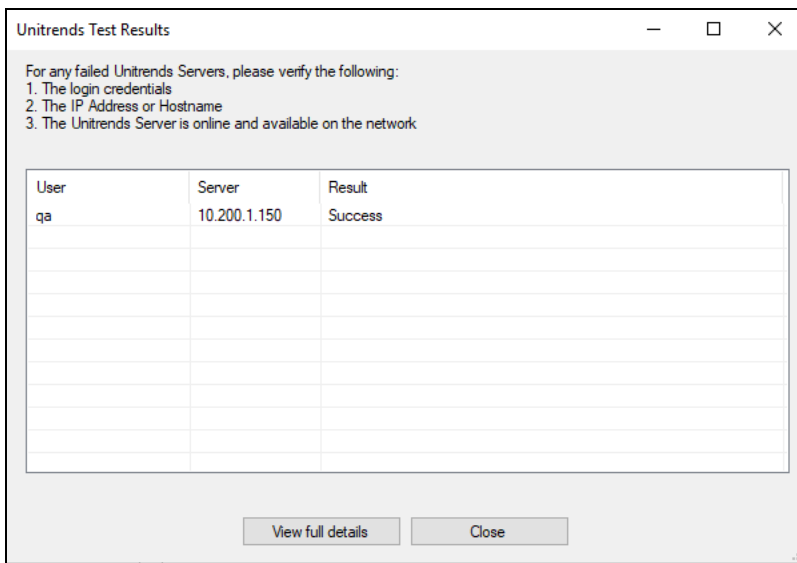 Unitrends Test Results
For any failed Unitrends Servers, please verify the following:
1. The login credentials
2. The IP Address or Hostname
3. The Unitrends Server is online and available on the network
User Server Result
qa 10.200.1.150 Success
View full details Close